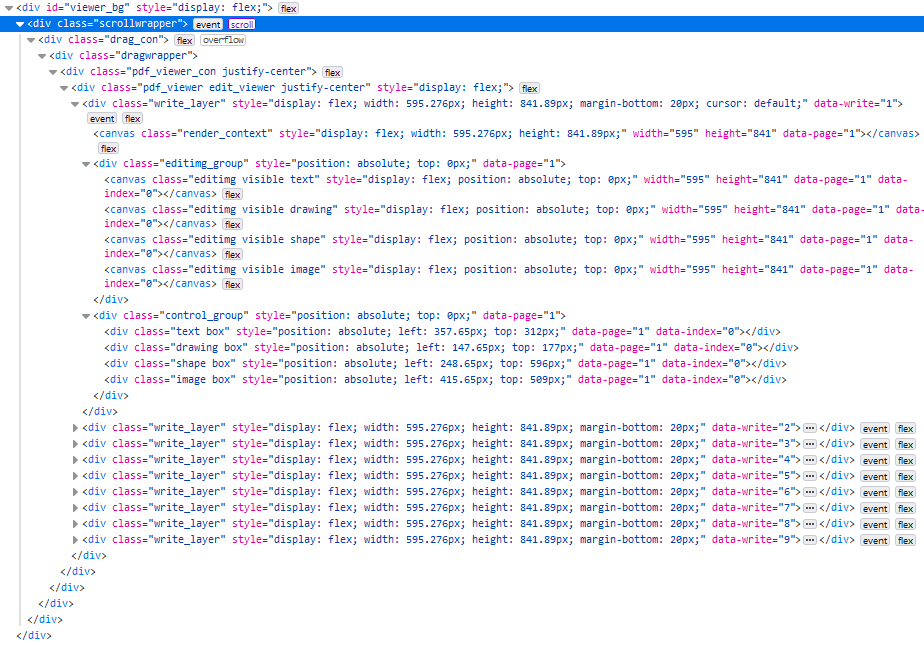 <div id="viewer_bg" style="display: flex;"> flex
<div class="scrollwrapper"> event scroll
<div class="drag_con"> flex overflow
<div class="dragwrapper">
<div class="pdf_viewer_con justify-center"> flex
<div class="pdf_viewer edit_viewer justify-center" style="display: flex;"> flex
<div class="write_layer" style="display: flex; width: 595.276px; height: 841.89px; margin-bottom: 20px; cursor: default;" data-write="1">
event flex
<canvas class="render_context" style="display: flex; width: 595.276px; height: 841.89px;" width="595" height="841" data-page="1"></canvas>
flex
<div class="editimg_group" style="position: absolute; top: 0px;" data-page="1">
<canvas class="editimg visible text" style="display: flex; position: absolute; top: 0px;" width="595" height="841" data-page="1" data-
index="0"></canvas> flex
<canvas class="editimg visible drawing" style="display: flex; position: absolute; top: 0px;" width="595" height="841" data-page="1" data-
index="0"></canvas> flex
<canvas class="editimg visible shape" style="display: flex; position: absolute; top: 0px;" width="595" height="841" data-page="1" data-
index="0"></canvas> flex
<canvas class="editimg visible image" style="display: flex; position: absolute; top: 0px;" width="595" height="841" data-page="1" data-
index="0"></canvas> flex
</div>
<div class="control_group" style="position: absolute; top: 0px;" data-page="1">
<div class="text box" style="position: absolute; left: 357.65px; top: 312px;" data-page="1" data-index="0"></div>
<div class="drawing box" style="position: absolute; left: 147.65px; top: 177px;" data-page="1" data-index="0"></div>
<div class="shape box" style="position: absolute; left: 248.65px; top: 596px;" data-page="1" data-index="0"></div>
<div class="image box" style="position: absolute; left: 415.65px; top: 509px;" data-page="1" data-index="0"></div>
</div>
</div>
<div class="write_layer" style="display: flex; width: 595.276px; height: 841.89px; margin-bottom: 20px;" data-write="2"> ••• </div> event flex
<div class="write_layer" style="display: flex; width: 595.276px; height: 841.89px; margin-bottom: 20px;" data-write="3"> ••• </div> event flex
<div class="write_layer" style="display: flex; width: 595.276px; height: 841.89px; margin-bottom: 20px;" data-write="4"> ••• </div> event flex
<div class="write_layer" style="display: flex; width: 595.276px; height: 841.89px; margin-bottom: 20px;" data-write="5"> ••• </div> event flex
<div class="write_layer" style="display: flex; width: 595.276px; height: 841.89px; margin-bottom: 20px;" data-write="6"> ••• </div> event flex
<div class="write_layer" style="display: flex; width: 595.276px; height: 841.89px; margin-bottom: 20px;" data-write="7"> ••• </div> event flex
<div class="write_layer" style="display: flex; width: 595.276px; height: 841.89px; margin-bottom: 20px;" data-write="8"> ••• </div> event flex
<div class="write_layer" style="display: flex; width: 595.276px; height: 841.89px; margin-bottom: 20px;" data-write="9"> ••• </div> event flex
</div>
</div>
</div>
</div>
</div>
</div>